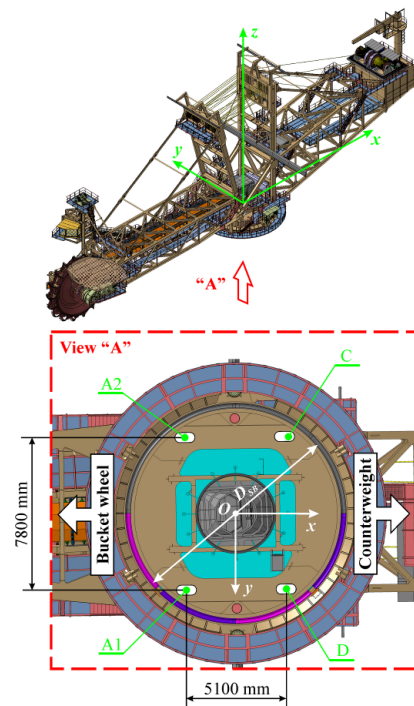 z
y
x
“A”
View “A”
A2
C
D SR
O
x
y
Bucket wheel
Counterweight
7800 mm
A1
D
5100 mm